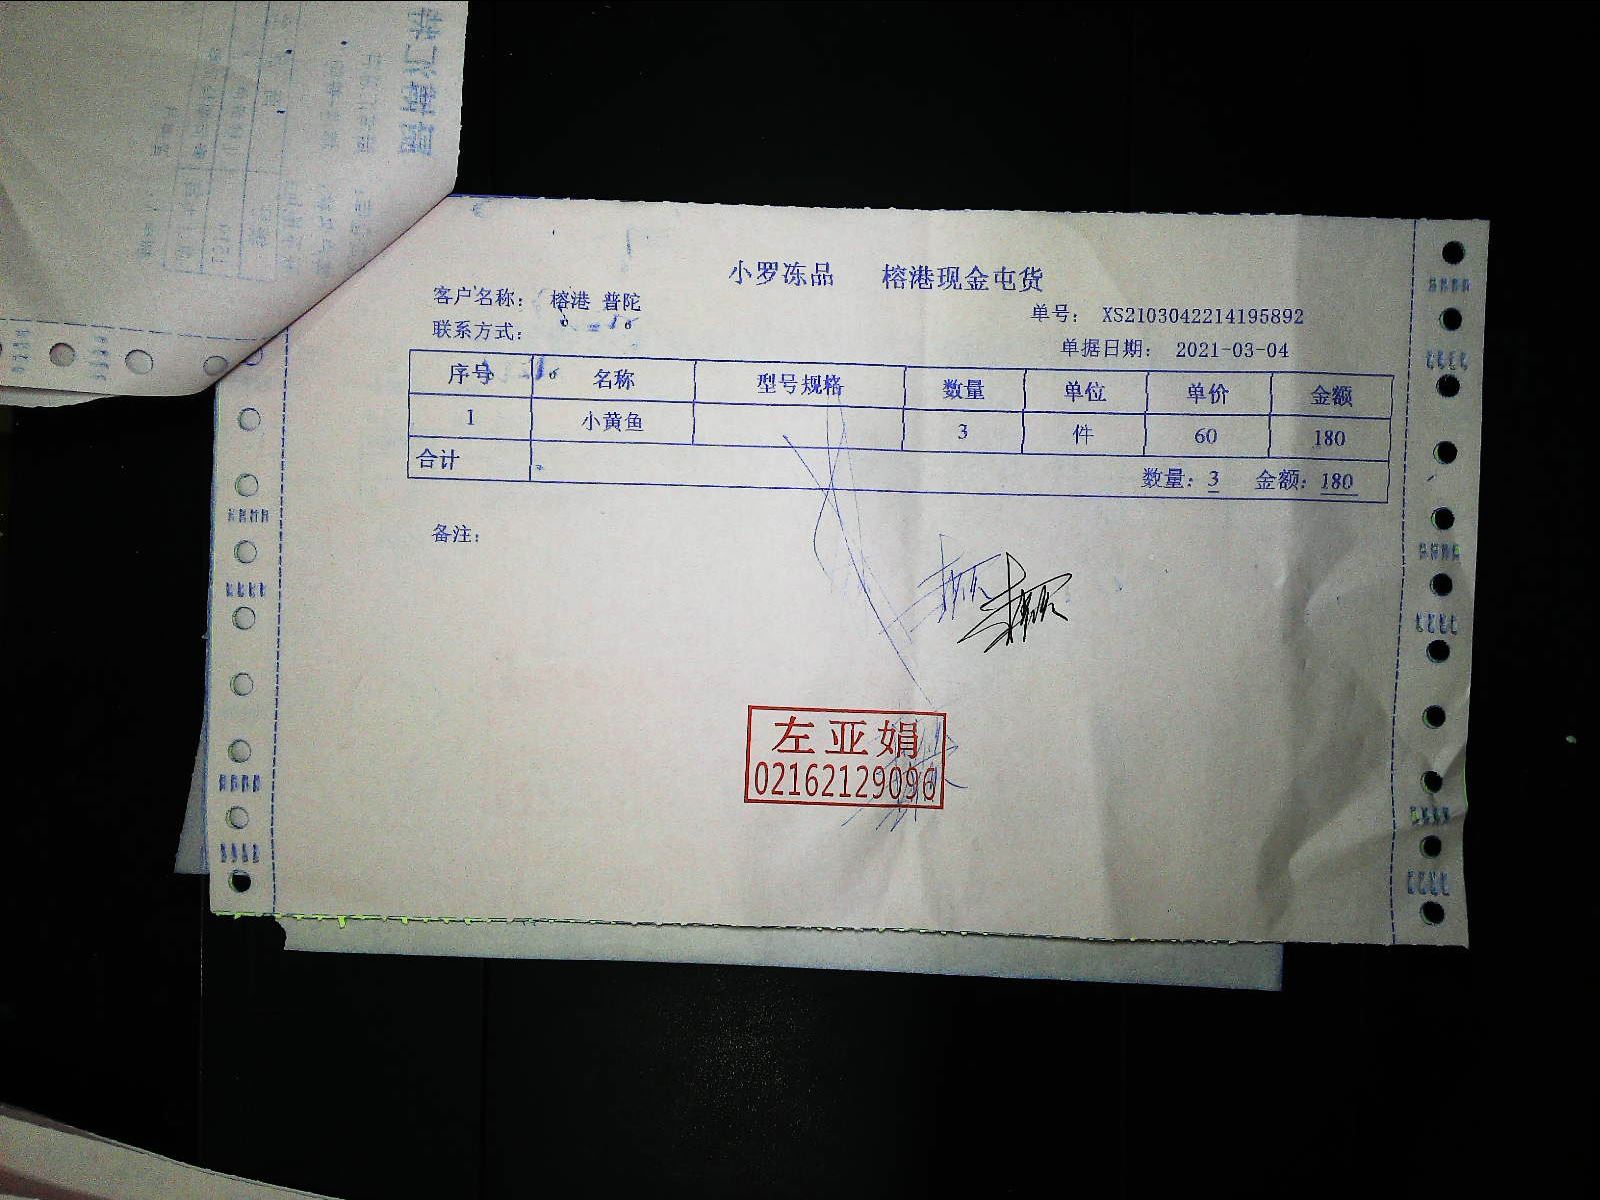 小罗冻品 榕港现金屯货
客户名称: 榕港 普陀
单号: XS2103042214195892
联系方式:
单据日期: 2021-03-04
序号 名称 型号规格 数量 单位 单价 金额
1 小黄鱼 3 件 60 180
合计 数量: 3 金额: 180
备注:
左亚娟
02162129096